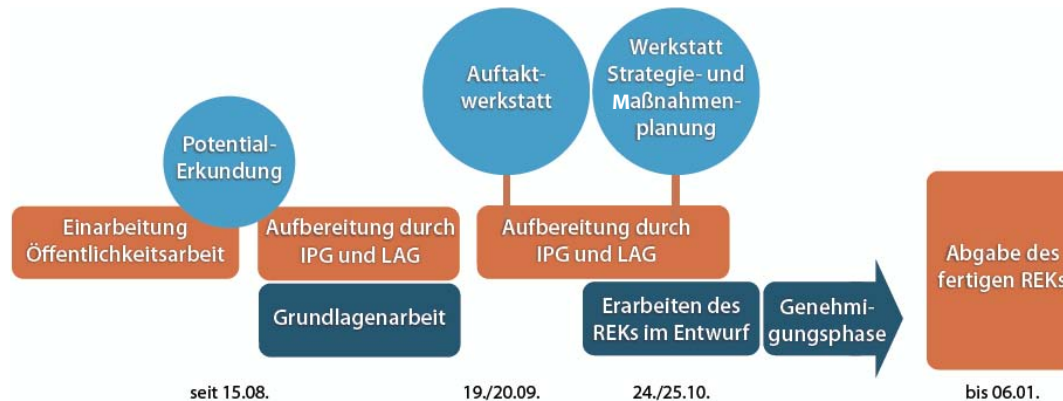 Auftakt-
werkstatt
Werkstatt
Strategie- und
Maßnahmen-
planung
Potential-
Erkundung
Einarbeitung
Öffentlichkeitsarbeit
Aufbereitung durch
IPG und LAG
Aufbereitung durch
IPG und LAG
Abgabe des
fertigen REKs
Grundlagenarbeit
Erarbeiten des
REKs im Entwurf
Genehmi-
gungsphase
seit 15.08.
19./20.09.
24./25.10.
bis 06.01.